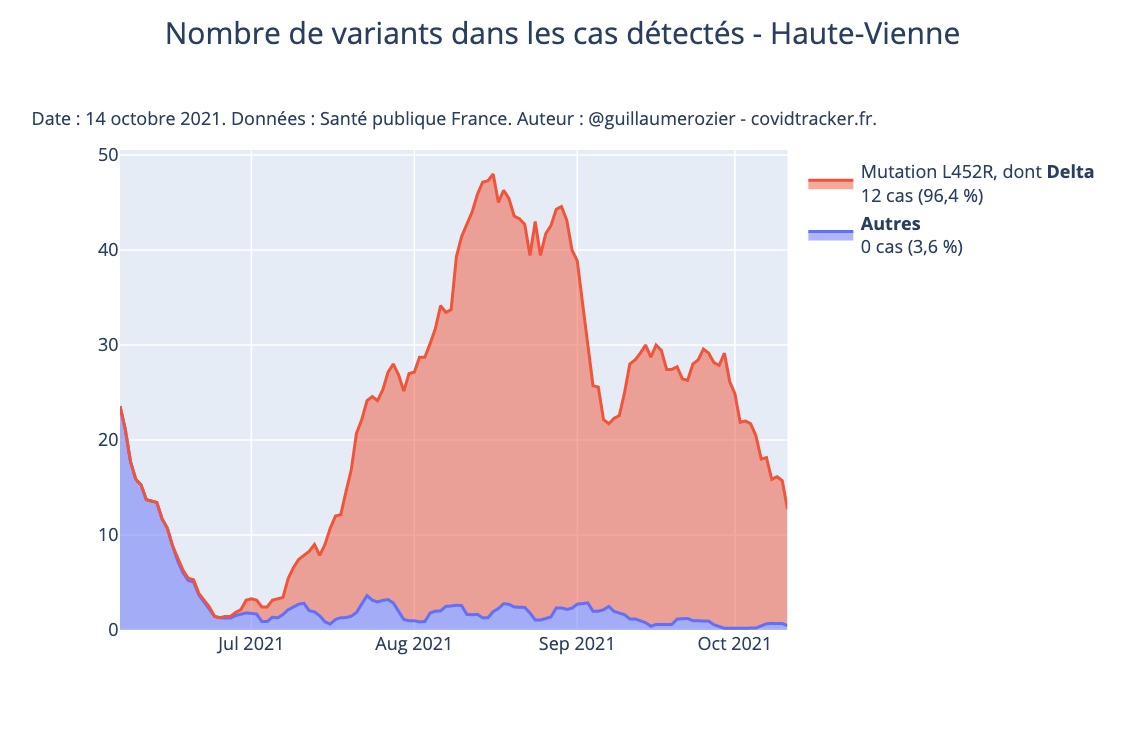 Nombre de variants dans les cas détectés - Haute-Vienne
Date : 14 octobre 2021. Données : Santé publique France. Auteur : @guillaumerozier - covidtracker.fr.
50
40
30
20
10
0
Jul 2021
Aug 2021
Sep 2021
Oct 2021
Mutation L452R, dont Delta
12 cas (96,4 %)
Autres
0 cas (3,6 %)